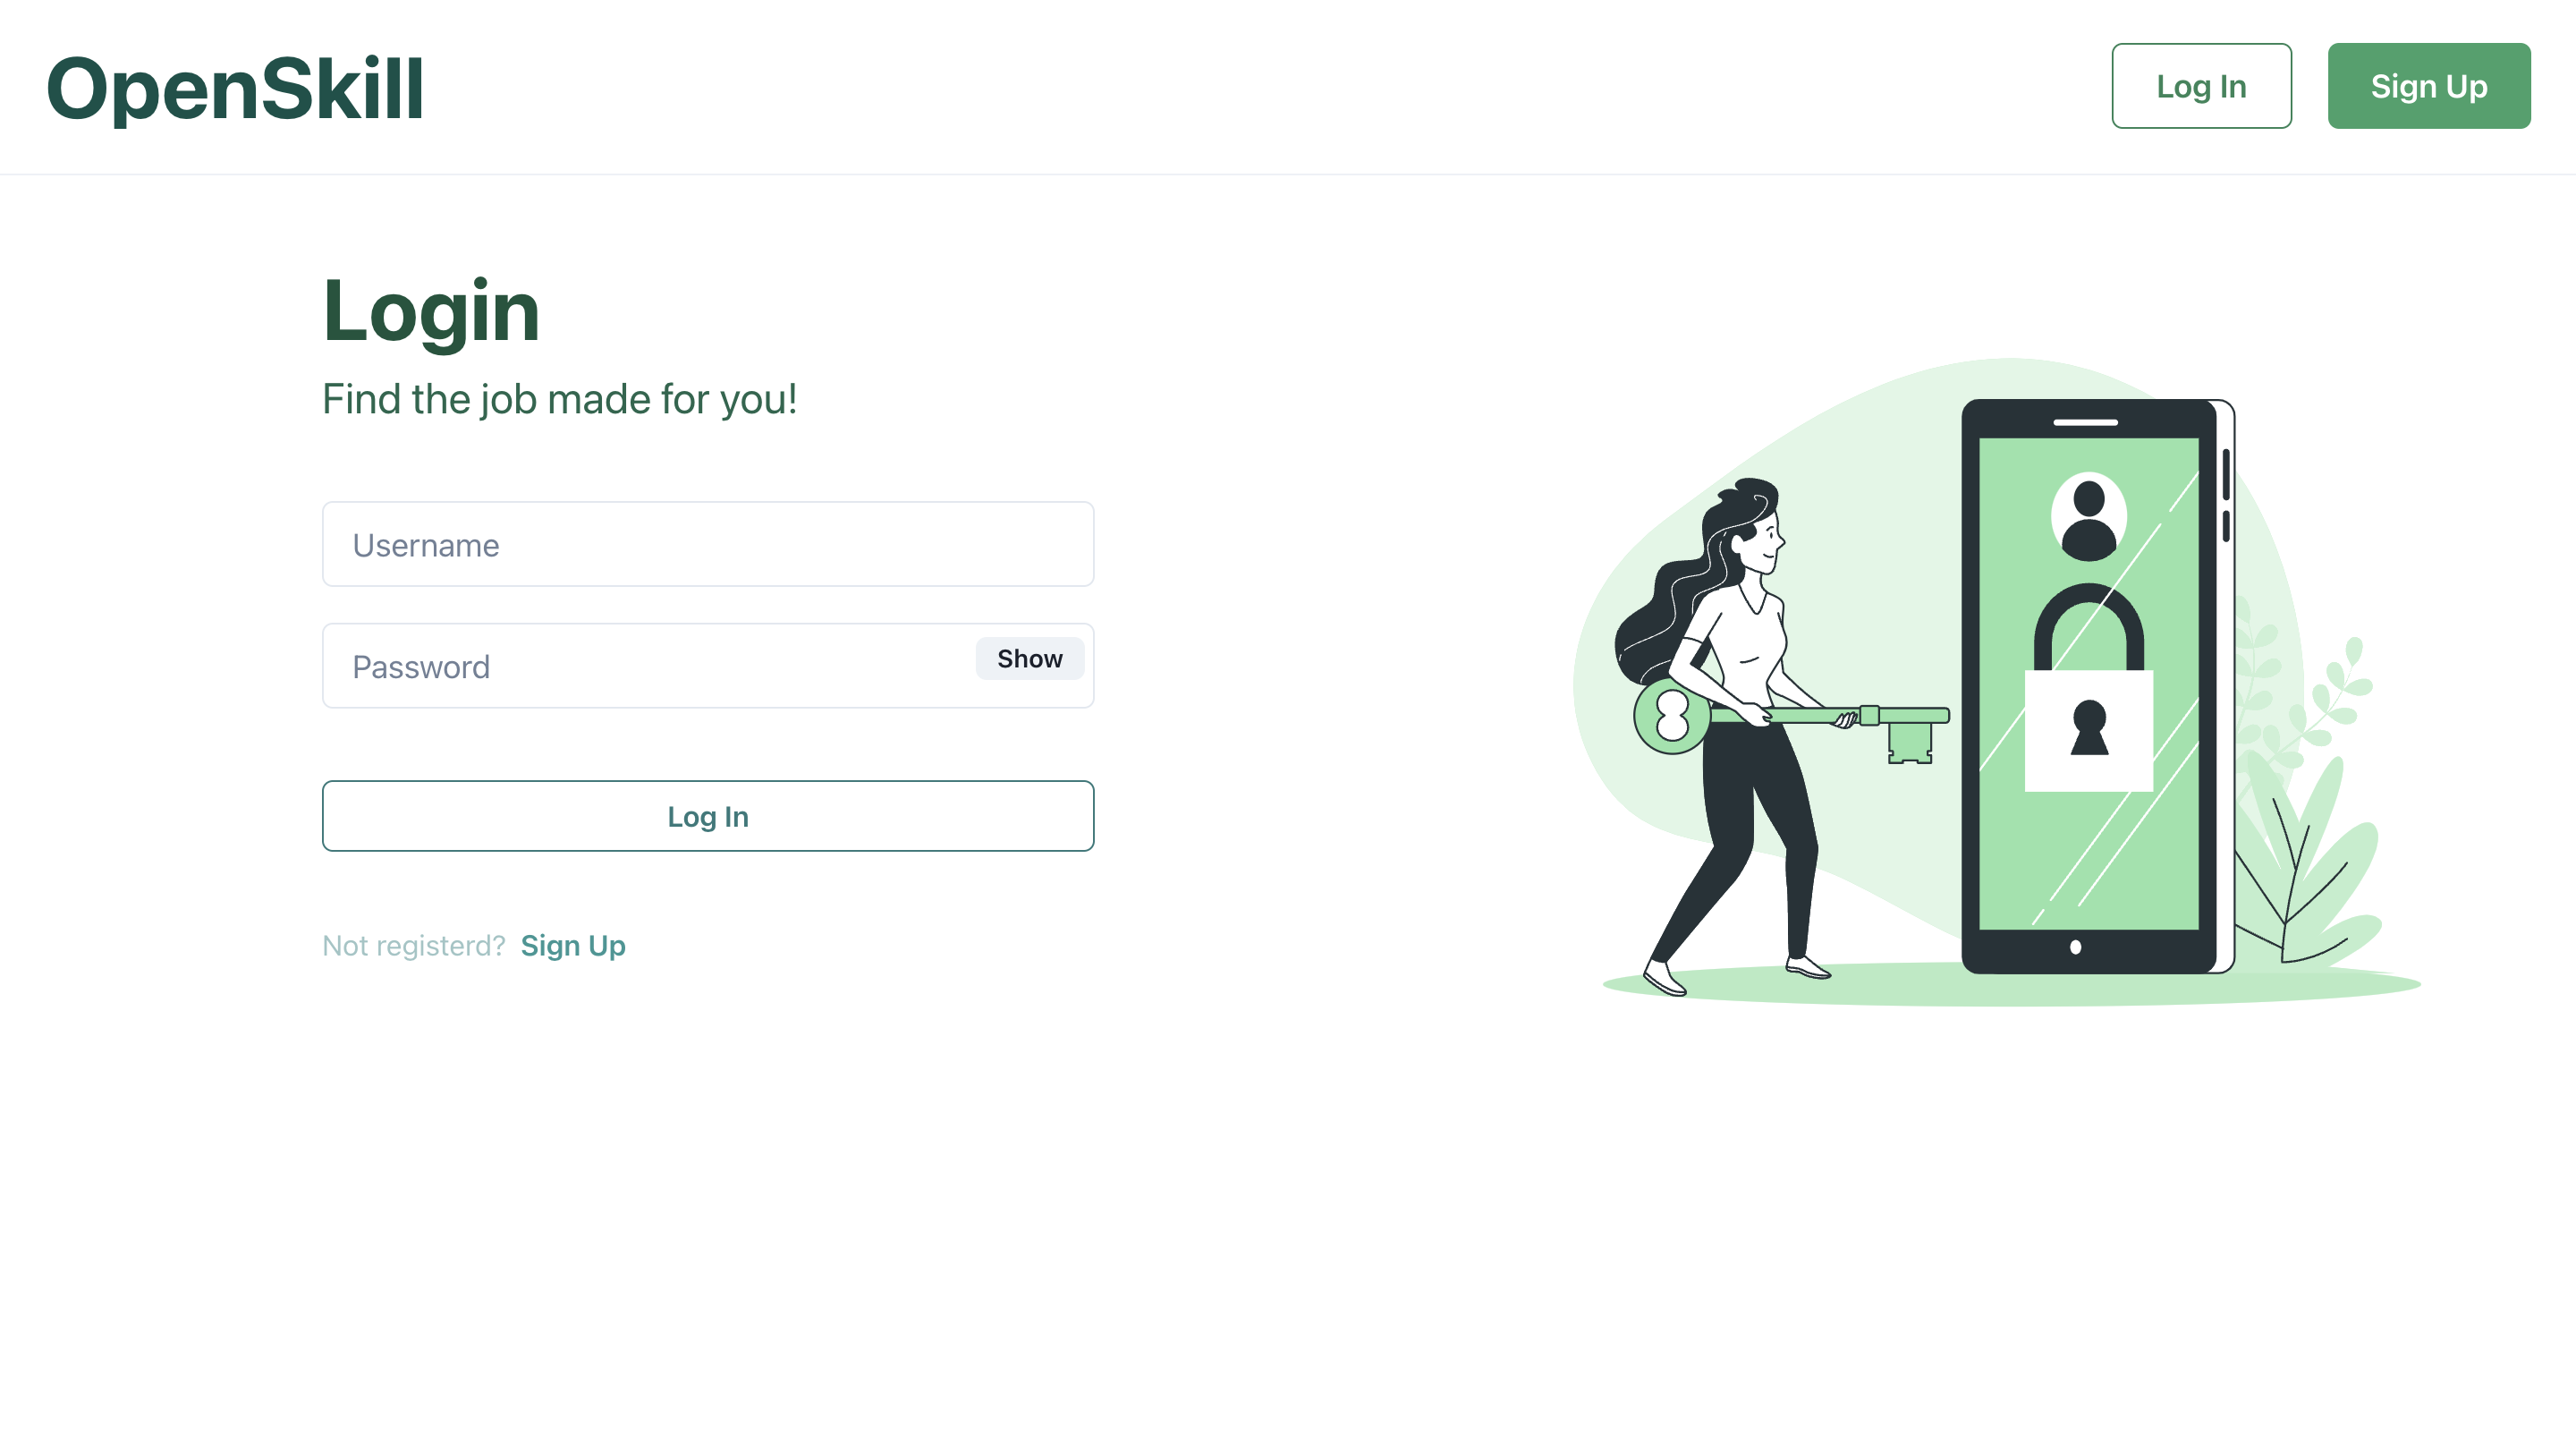 OpenSkill
Log In
Sign Up
Login
Find the job made for you!
Username
Password
Show
Log In
Not registerd? Sign Up